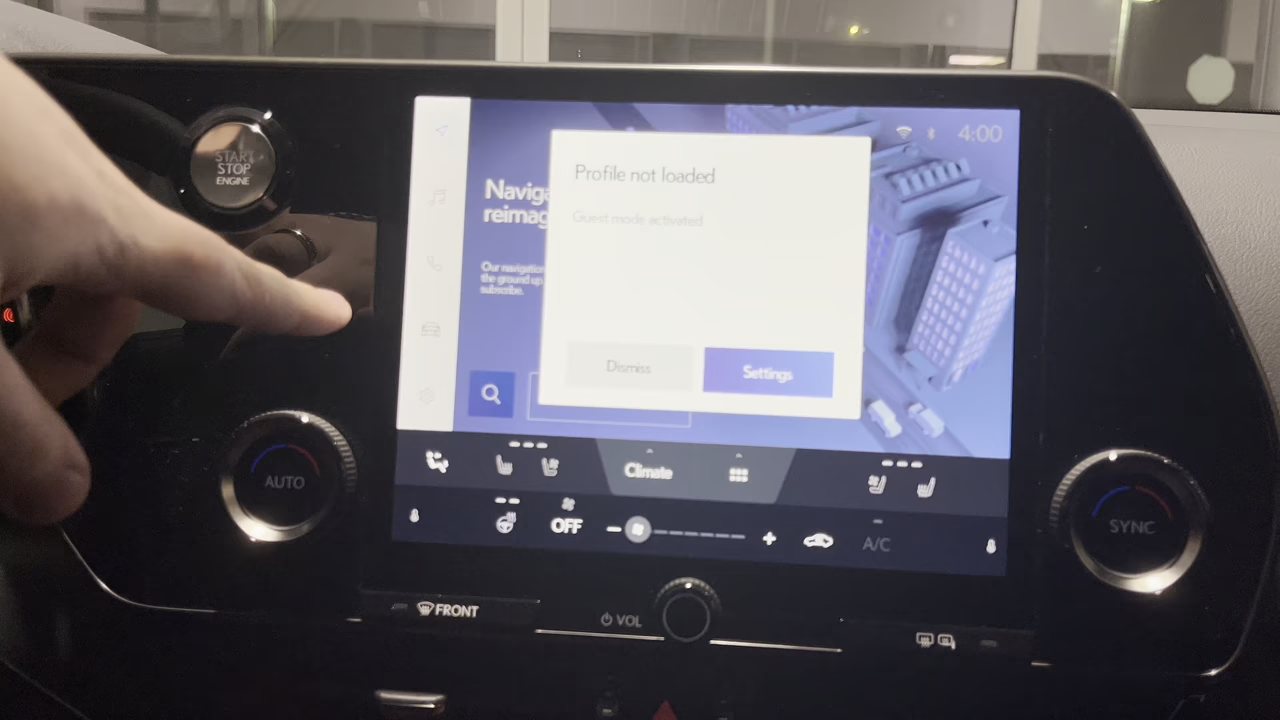 START
STOP
ENGINE
4:00
Profile not loaded
Guest mode activated
Naviga
reimag
Our navigation
the ground up
subscribe.
Dismiss
Settings
Climate
AUTO
OFF
A/C
SYNC
FRONT
VOL